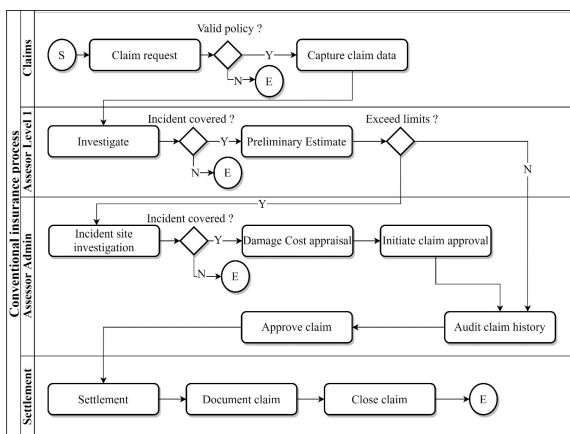 Conventional insurance process
Claims
Valid policy ?
S
Claim request
Y
Capture claim data
N
E
Assesor Level 1
Incident covered ?
Exceed limits ?
Investigate
Y
Preliminary Estimate
N
E
N
Y
Assessor Admin
Incident covered ?
Incident site
investigation
Y
Damage Cost appraisal
Initiate claim approval
N
E
Approve claim
Audit claim history
Settlement
Settlement
Document claim
Close claim
E